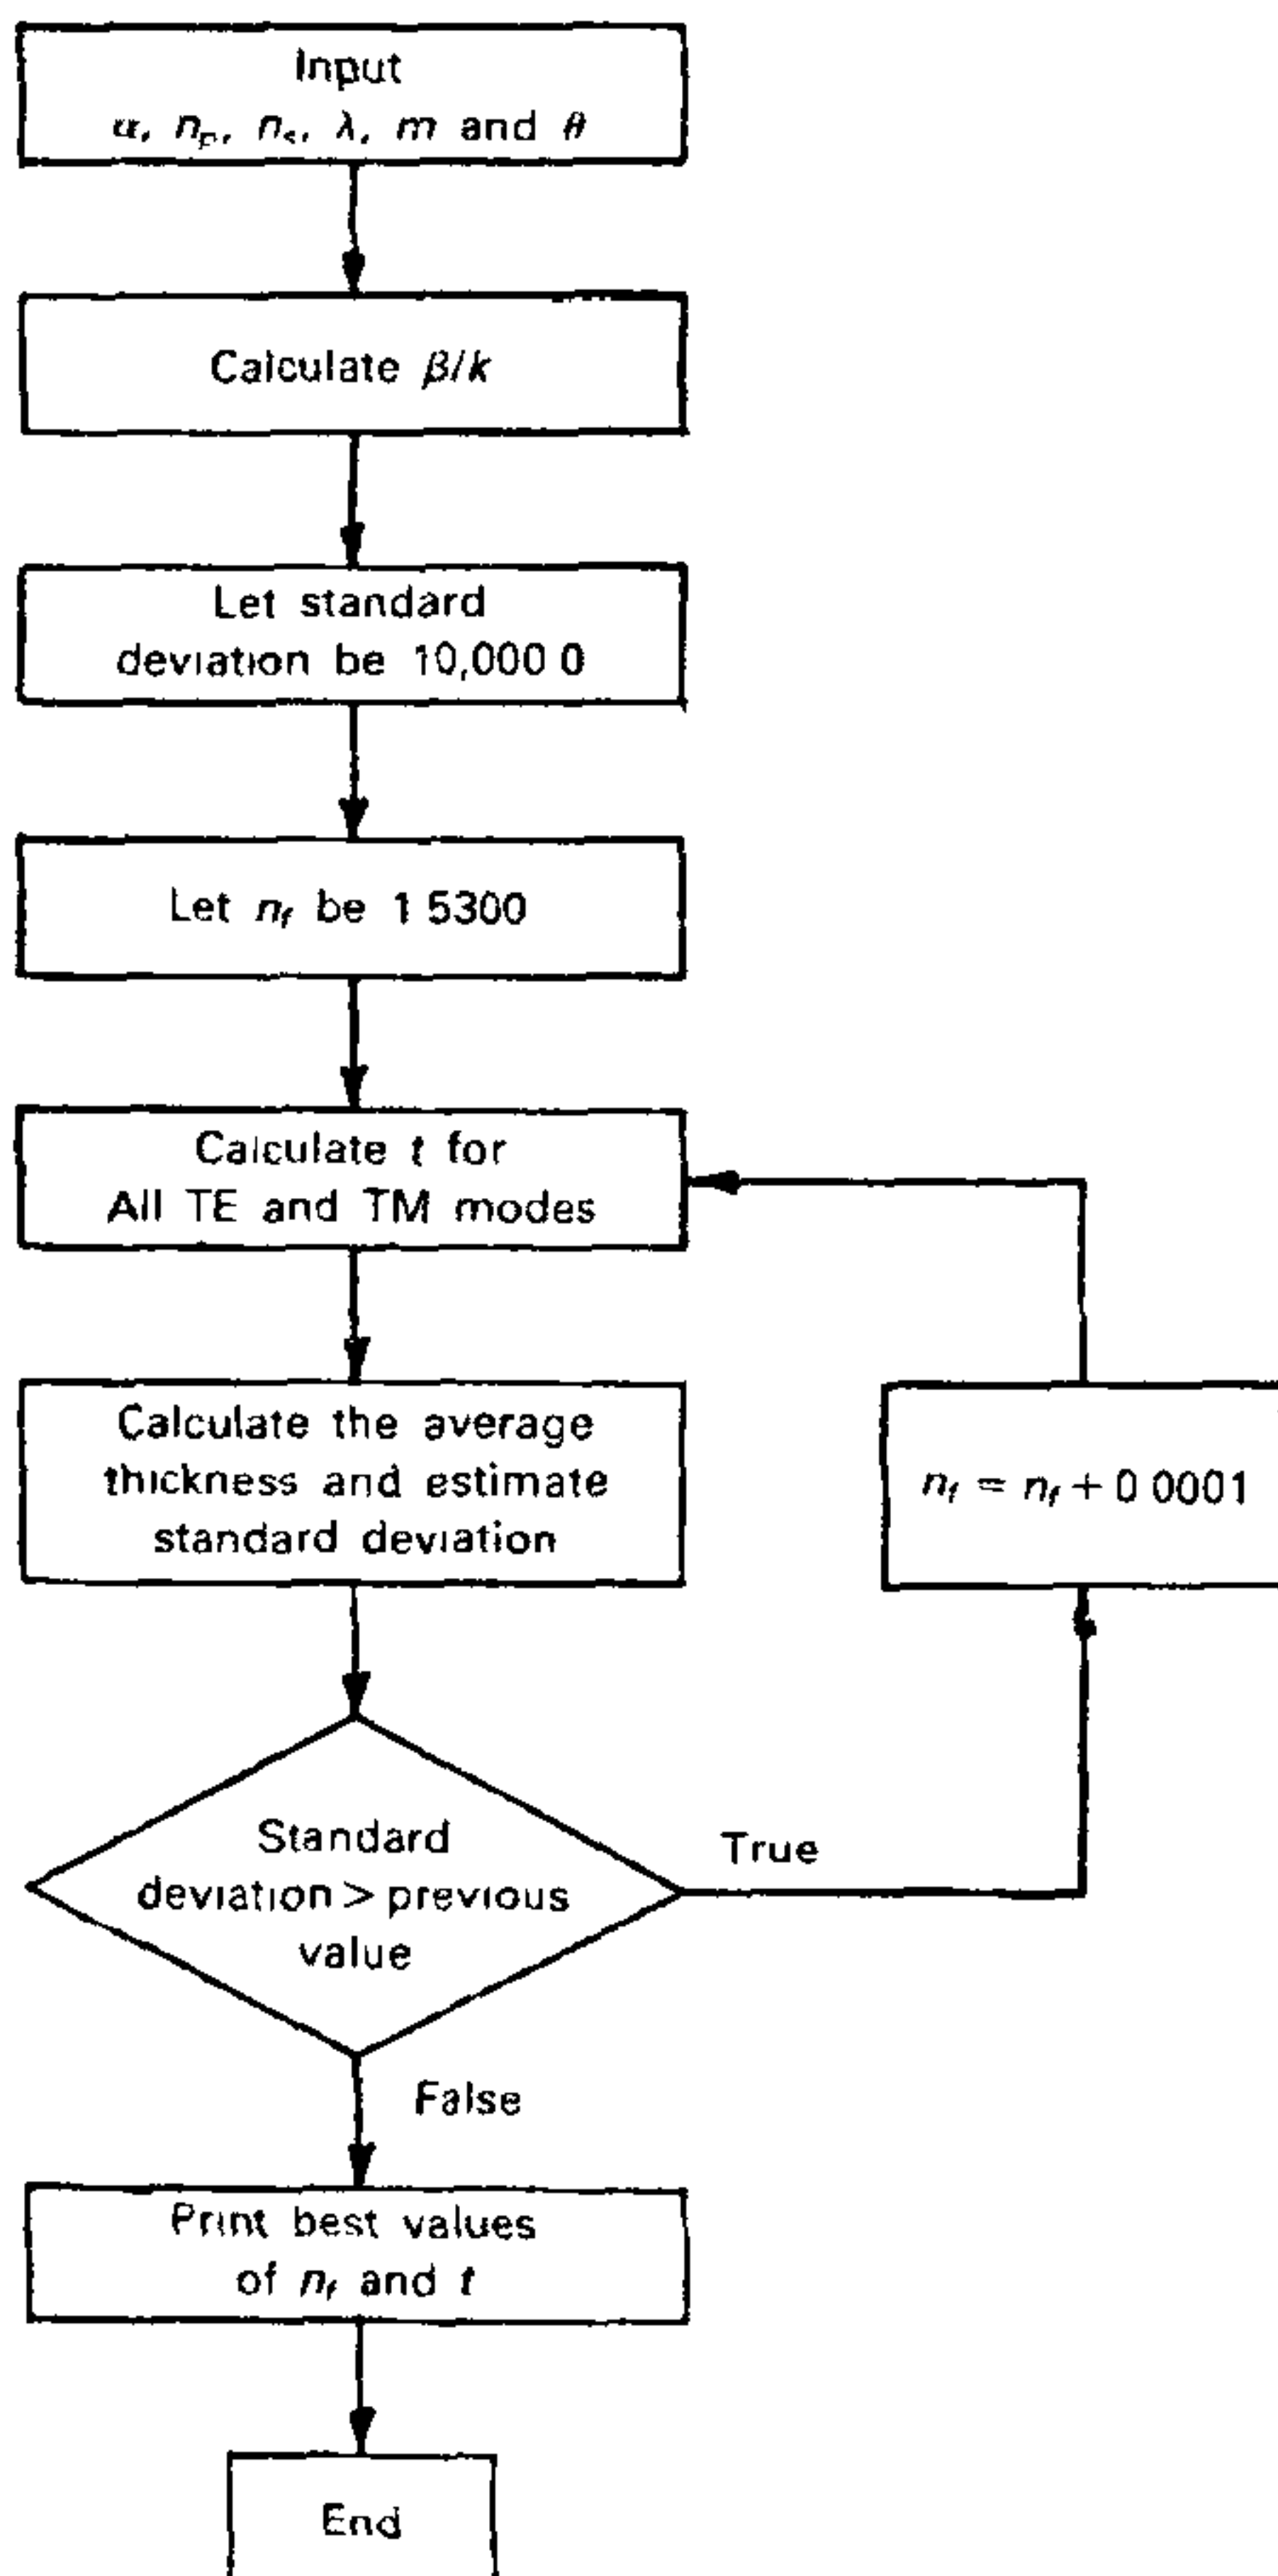 Input
α, nₚ, nₛ, λ, m and θ
Calculate β/k
Let standard
deviation be 10,000 0
Let n_f be 1 5300
Calculate t for
All TE and TM modes
Calculate the average
thickness and estimate
standard deviation
n_f = n_f + 0 0001
Standard
deviation > previous
value
True
False
Print best values
of n_f and t
End